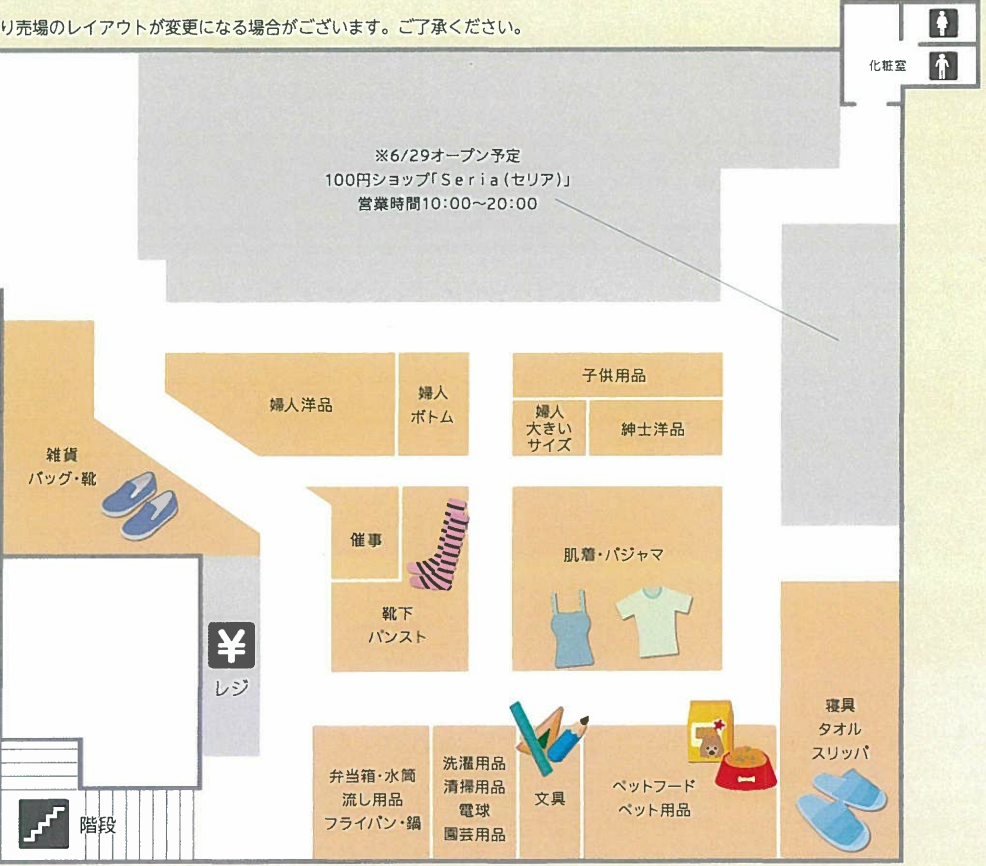 り売場のレイアウトが変更になる場合がございます。ご了承ください。
化粧室
※6/29オープン予定
100円ショップ「Seria(セリア)」
営業時間10:00〜20:00
婦人洋品
婦人
ボトム
子供用品
婦人
大きい
サイズ
紳士洋品
雑貨
バッグ・靴
催事
靴下
パンスト
肌着・パジャマ
¥
レジ
寝具
タオル
スリッパ
弁当箱・水筒
流し用品
フライパン・鍋
洗濯用品
清掃用品
電球
園芸用品
文具
ペットフード
ペット用品
階段